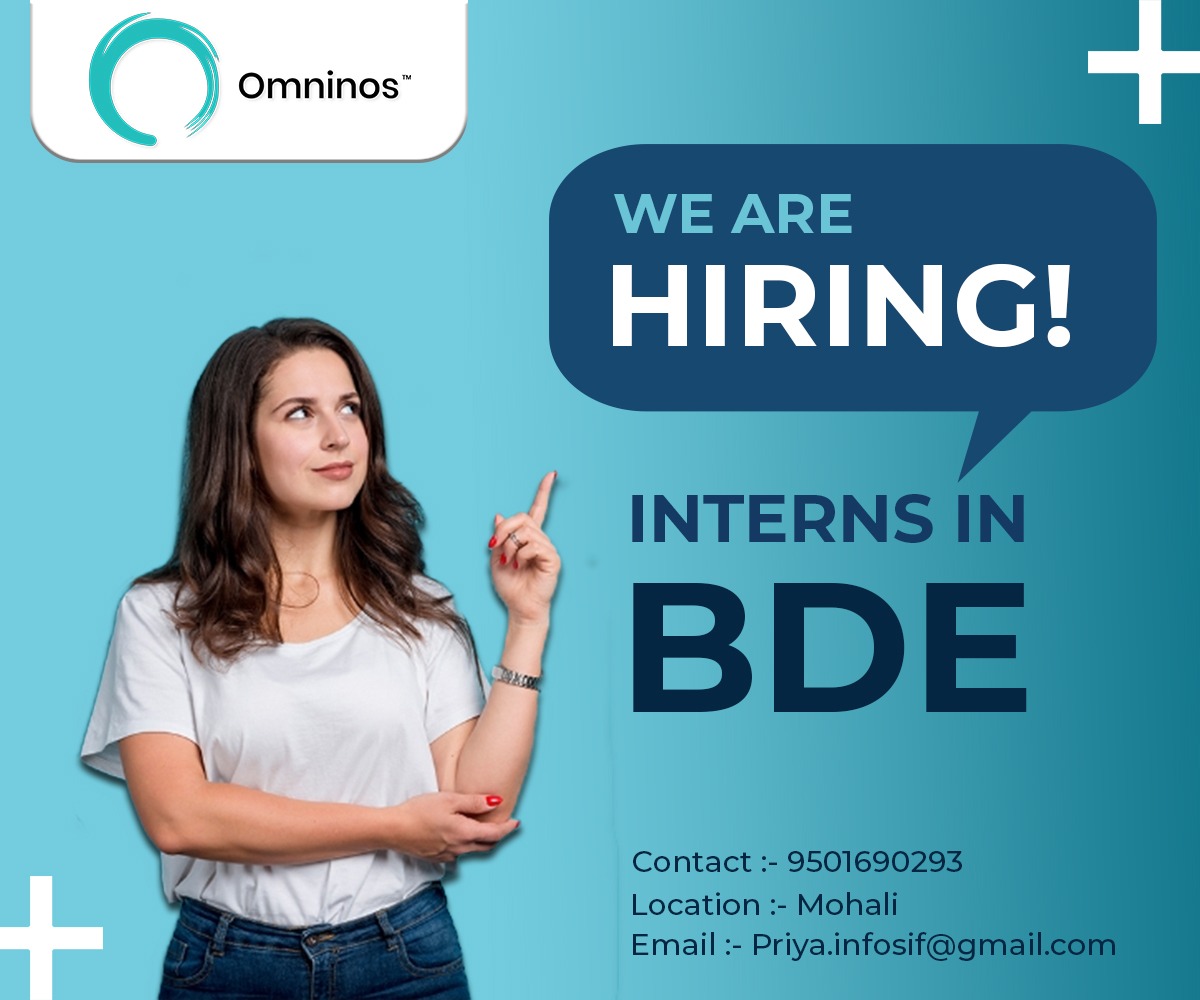 Omninos™
WE ARE
HIRING!
INTERNS IN
BDE
Contact :- 9501690293
Location :- Mohali
Email :- Priya.infosif@gmail.com